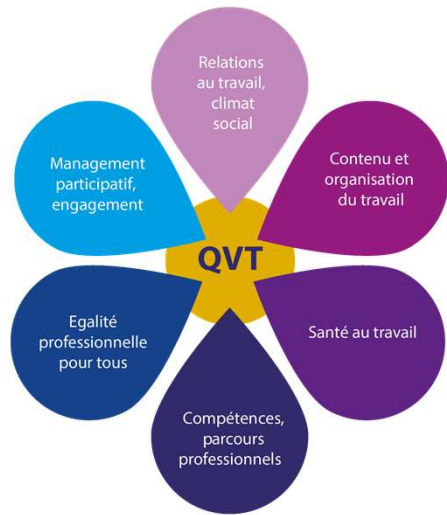 Relations
au travail,
climat
social
Contenu et
organisation
du travail
Santé au travail
Compétences,
parcours
professionnels
Egalité
professionnelle
pour tous
Management
participatif,
engagement
QVT